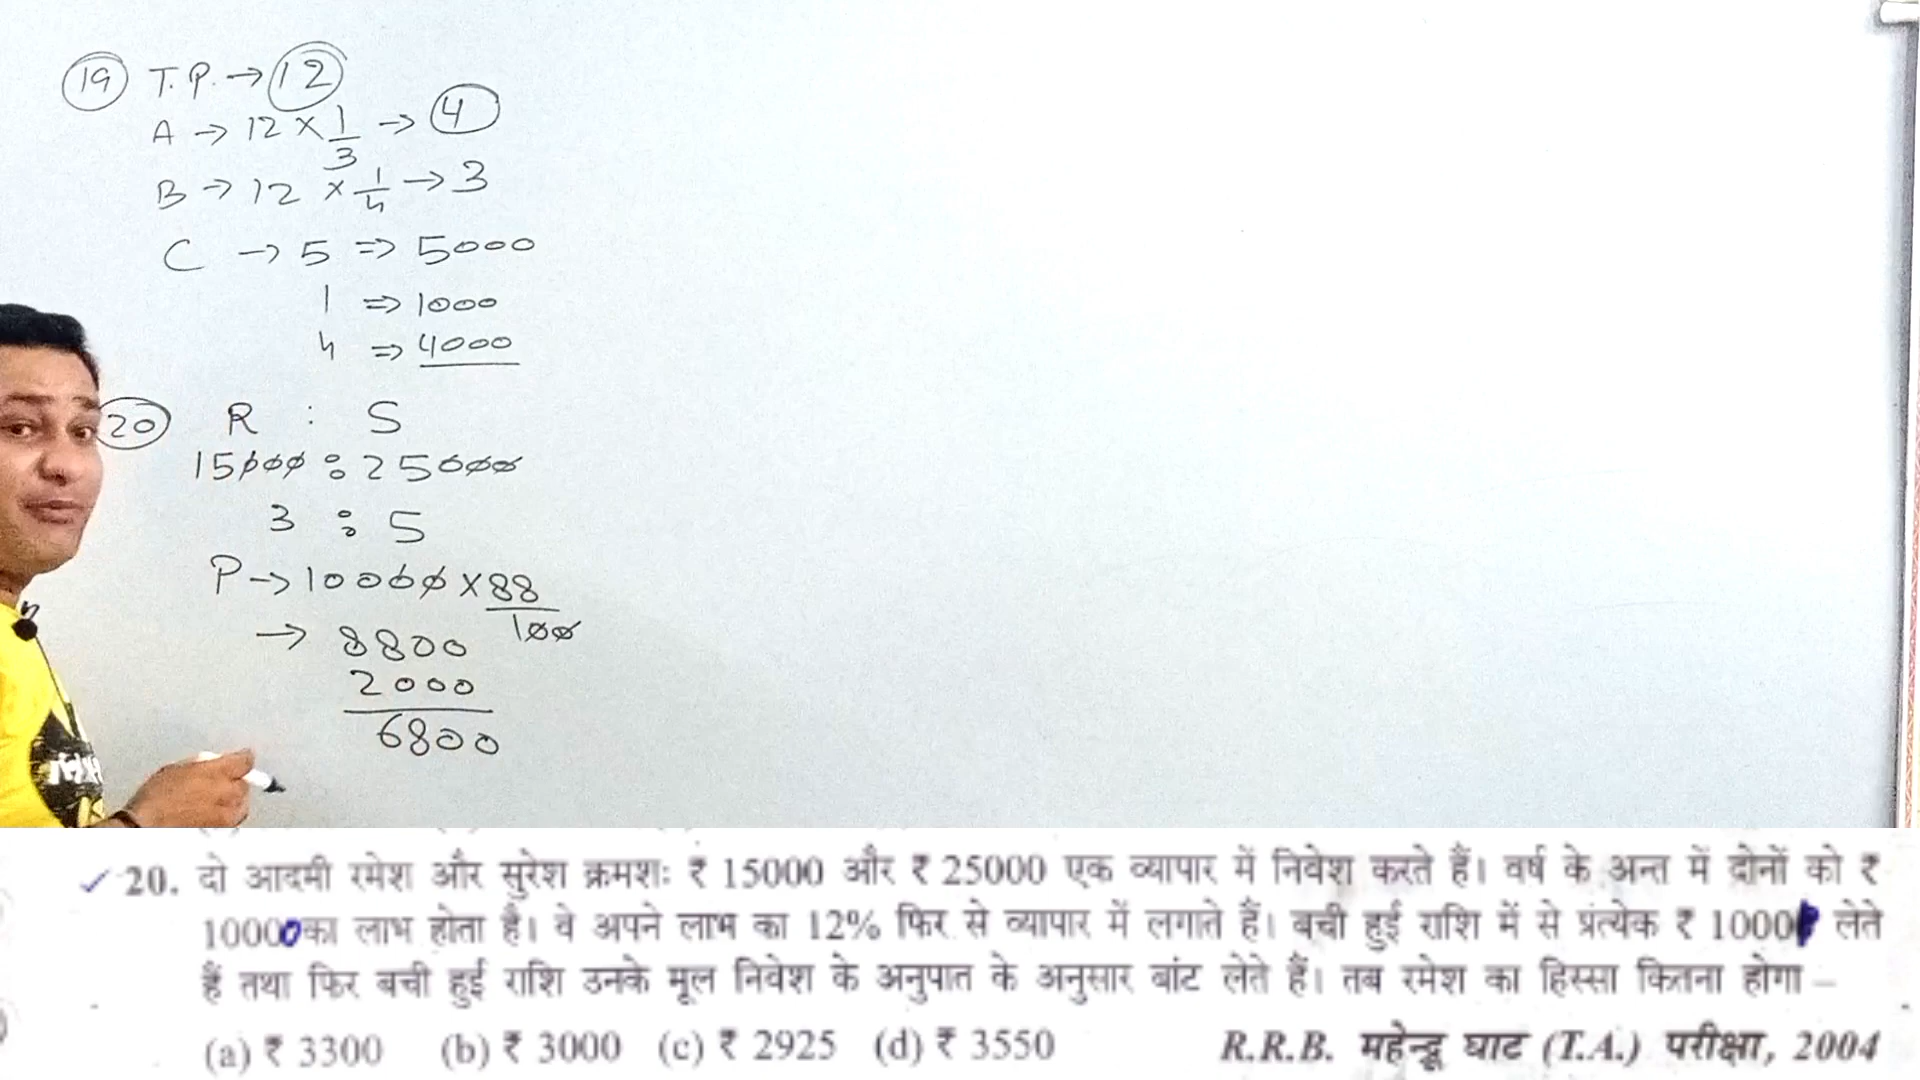 19 T.P. → 12
A → 12 × 1/3 → 4
B → 12 × 1/4 → 3
C → 5 => 5000
1 => 1000
4 => 4000
20 R : S
15000 : 25000
3 : 5
P → 10000 × 88/100
→ 8800
2000
6800
20. दो आदमी रमेश और सुरेश क्रमशः ₹ 15000 और ₹ 25000 एक व्यापार में निवेश करते हैं। वर्ष के अन्त में दोनों को ₹
10000 का लाभ होता है। वे अपने लाभ का 12% फिर से व्यापार में लगाते हैं। बची हुई राशि में से प्रत्येक ₹ 1000 लेते
हैं तथा फिर बची हुई राशि उनके मूल निवेश के अनुपात के अनुसार बांट लेते हैं। तब रमेश का हिस्सा कितना होगा –
(a) ₹ 3300 (b) ₹ 3000 (c) ₹ 2925 (d) ₹ 3550 R.R.B. महेन्द्रू घाट (T.A.) परीक्षा, 2004